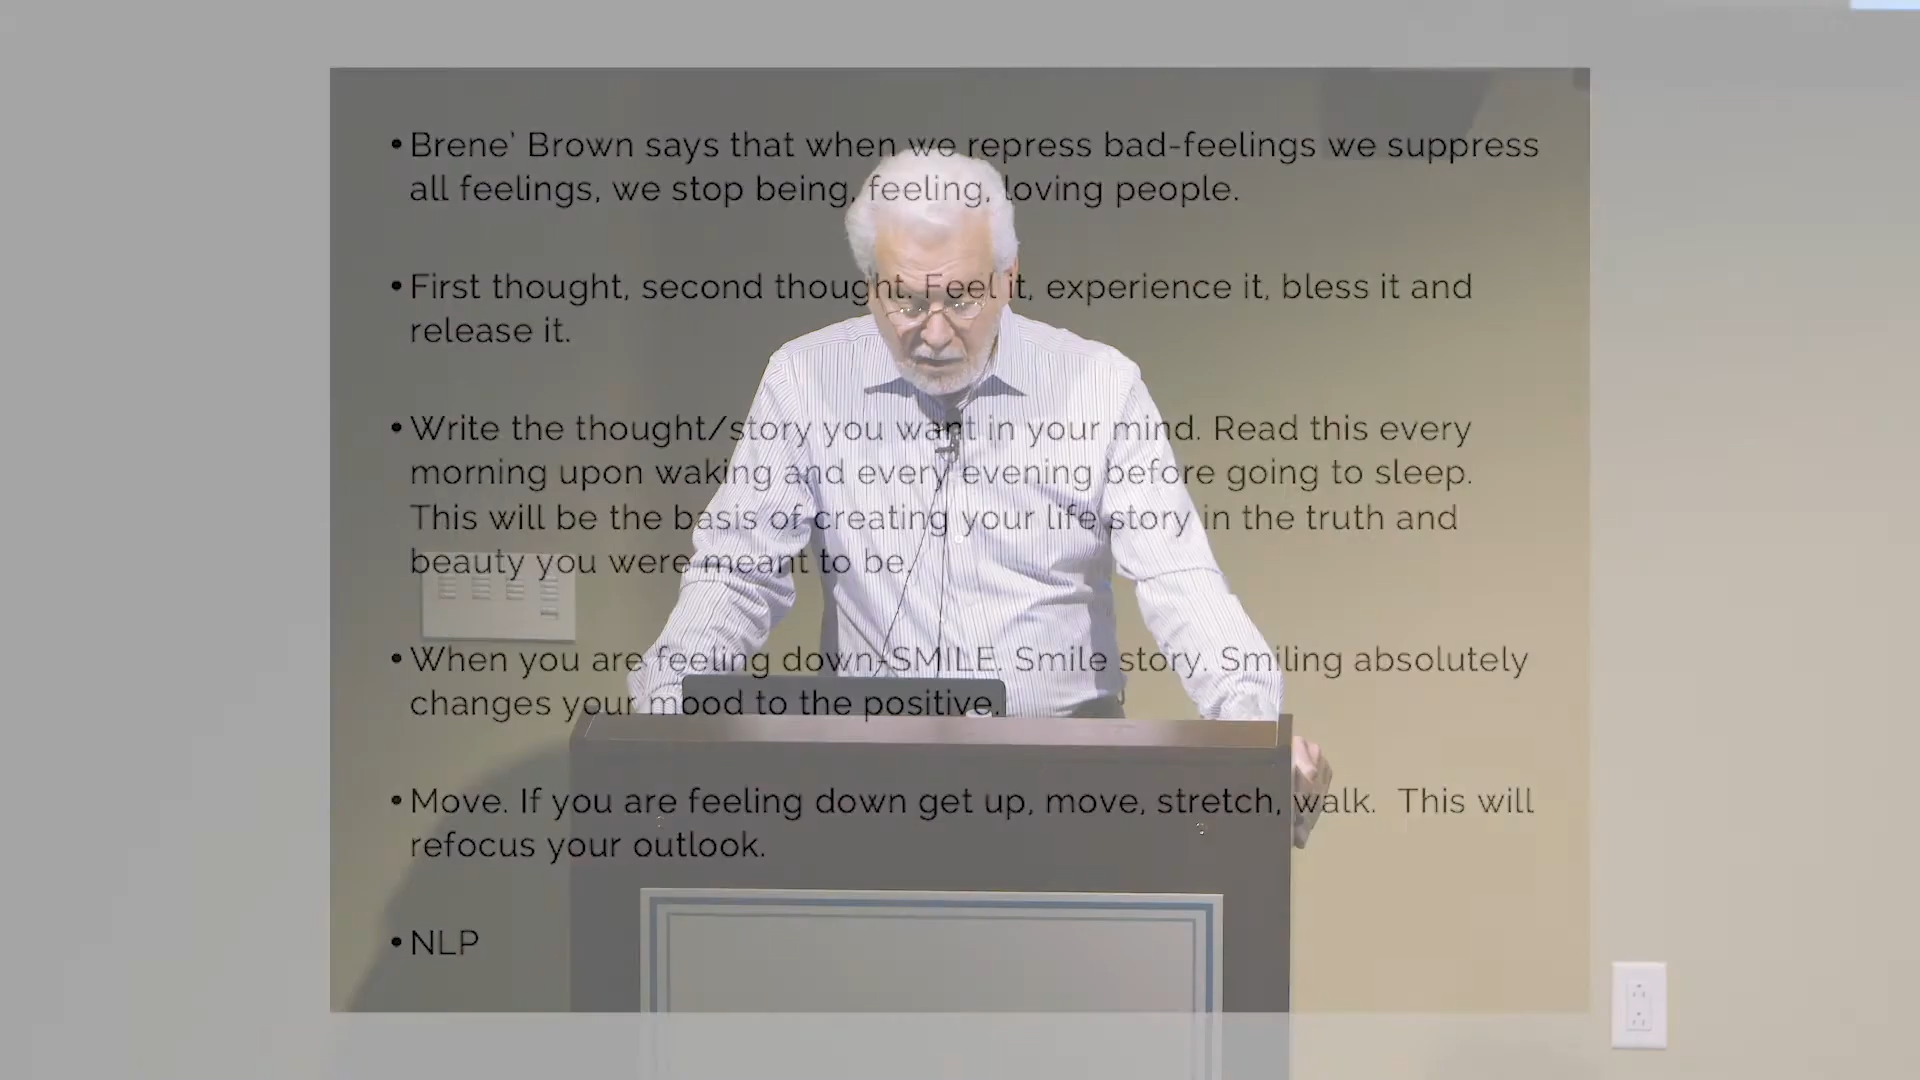 • Brene' Brown says that when we repress bad-feelings we suppress
all feelings, we stop being, feeling, loving people.
• First thought, second thought. Feel it, experience it, bless it and
release it.
• Write the thought/story you want in your mind. Read this every
morning upon waking and every evening before going to sleep.
This will be the basis of creating your life story in the truth and
beauty you were meant to be.
• When you are feeling down-SMILE. Smile story. Smiling absolutely
changes your mood to the positive.
• Move. If you are feeling down get up, move, stretch, walk. This will
refocus your outlook.
• NLP